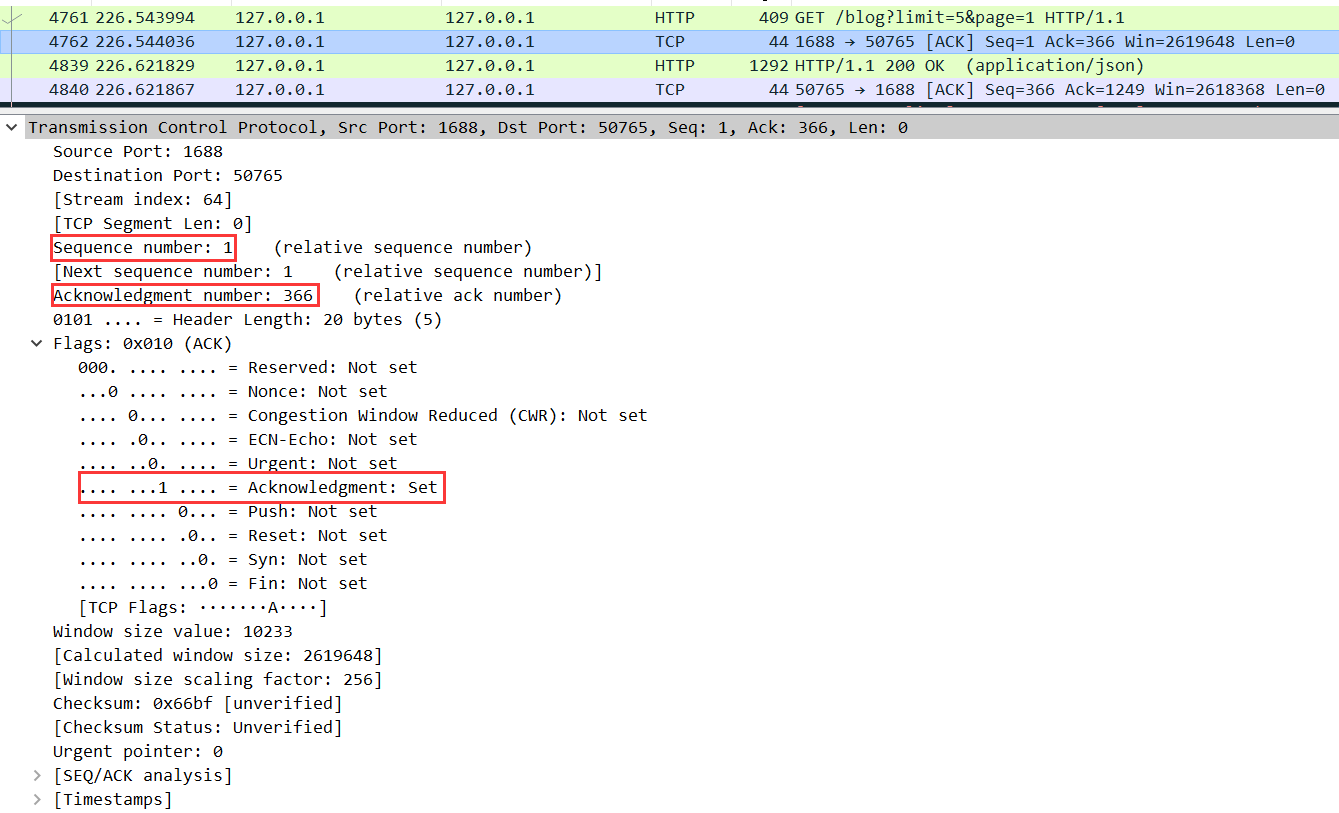 4761 226.543994 127.0.0.1 127.0.0.1 HTTP 409 GET /blog?limit=5&page=1 HTTP/1.1
4762 226.544036 127.0.0.1 127.0.0.1 TCP 44 1688 → 50765 [ACK] Seq=1 Ack=366 Win=2619648 Len=0
4839 226.621829 127.0.0.1 127.0.0.1 HTTP 1292 HTTP/1.1 200 OK (application/json)
4840 226.621867 127.0.0.1 127.0.0.1 TCP 44 50765 → 1688 [ACK] Seq=366 Ack=1249 Win=2618368 Len=0
Transmission Control Protocol, Src Port: 1688, Dst Port: 50765, Seq: 1, Ack: 366, Len: 0
Source Port: 1688
Destination Port: 50765
[Stream index: 64]
[TCP Segment Len: 0]
Sequence number: 1 (relative sequence number)
[Next sequence number: 1 (relative sequence number)]
Acknowledgment number: 366 (relative ack number)
0101 .... = Header Length: 20 bytes (5)
Flags: 0x010 (ACK)
000. .... .... = Reserved: Not set
...0 .... .... = Nonce: Not set
.... 0... .... = Congestion Window Reduced (CWR): Not set
.... .0.. .... = ECN-Echo: Not set
.... ..0. .... = Urgent: Not set
.... ...1 .... = Acknowledgment: Set
.... .... 0... = Push: Not set
.... .... .0.. = Reset: Not set
.... .... ..0. = Syn: Not set
.... .... ...0 = Fin: Not set
[TCP Flags: ·······A····]
Window size value: 10233
[Calculated window size: 2619648]
[Window size scaling factor: 256]
Checksum: 0x66bf [unverified]
[Checksum Status: Unverified]
Urgent pointer: 0
[SEQ/ACK analysis]
[Timestamps]